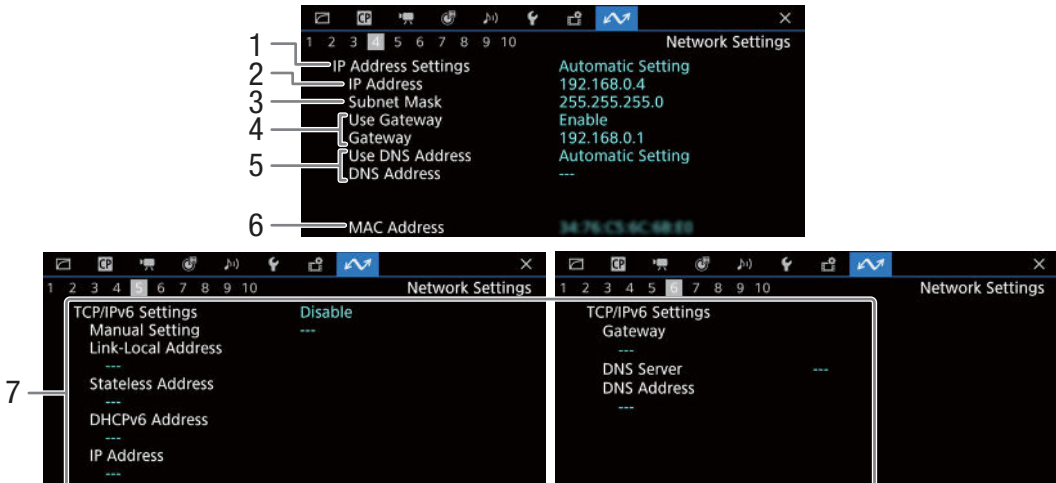 CP
1 2 3 4 5 6 7 8 9 10 Network Settings
1
IP Address Settings Automatic Setting
2
IP Address 192.168.0.4
3
Subnet Mask 255.255.255.0
4
Use Gateway Enable
Gateway 192.168.0.1
5
Use DNS Address Automatic Setting
DNS Address ---
6
MAC Address
CP
1 2 3 4 5 6 7 8 9 10 Network Settings
7
TCP/IPv6 Settings Disable
Manual Setting ---
Link-Local Address
---
Stateless Address
---
DHCPv6 Address
---
IP Address
---
CP
1 2 3 4 5 6 7 8 9 10 Network Settings
TCP/IPv6 Settings
Gateway
---
DNS Server ---
DNS Address
---